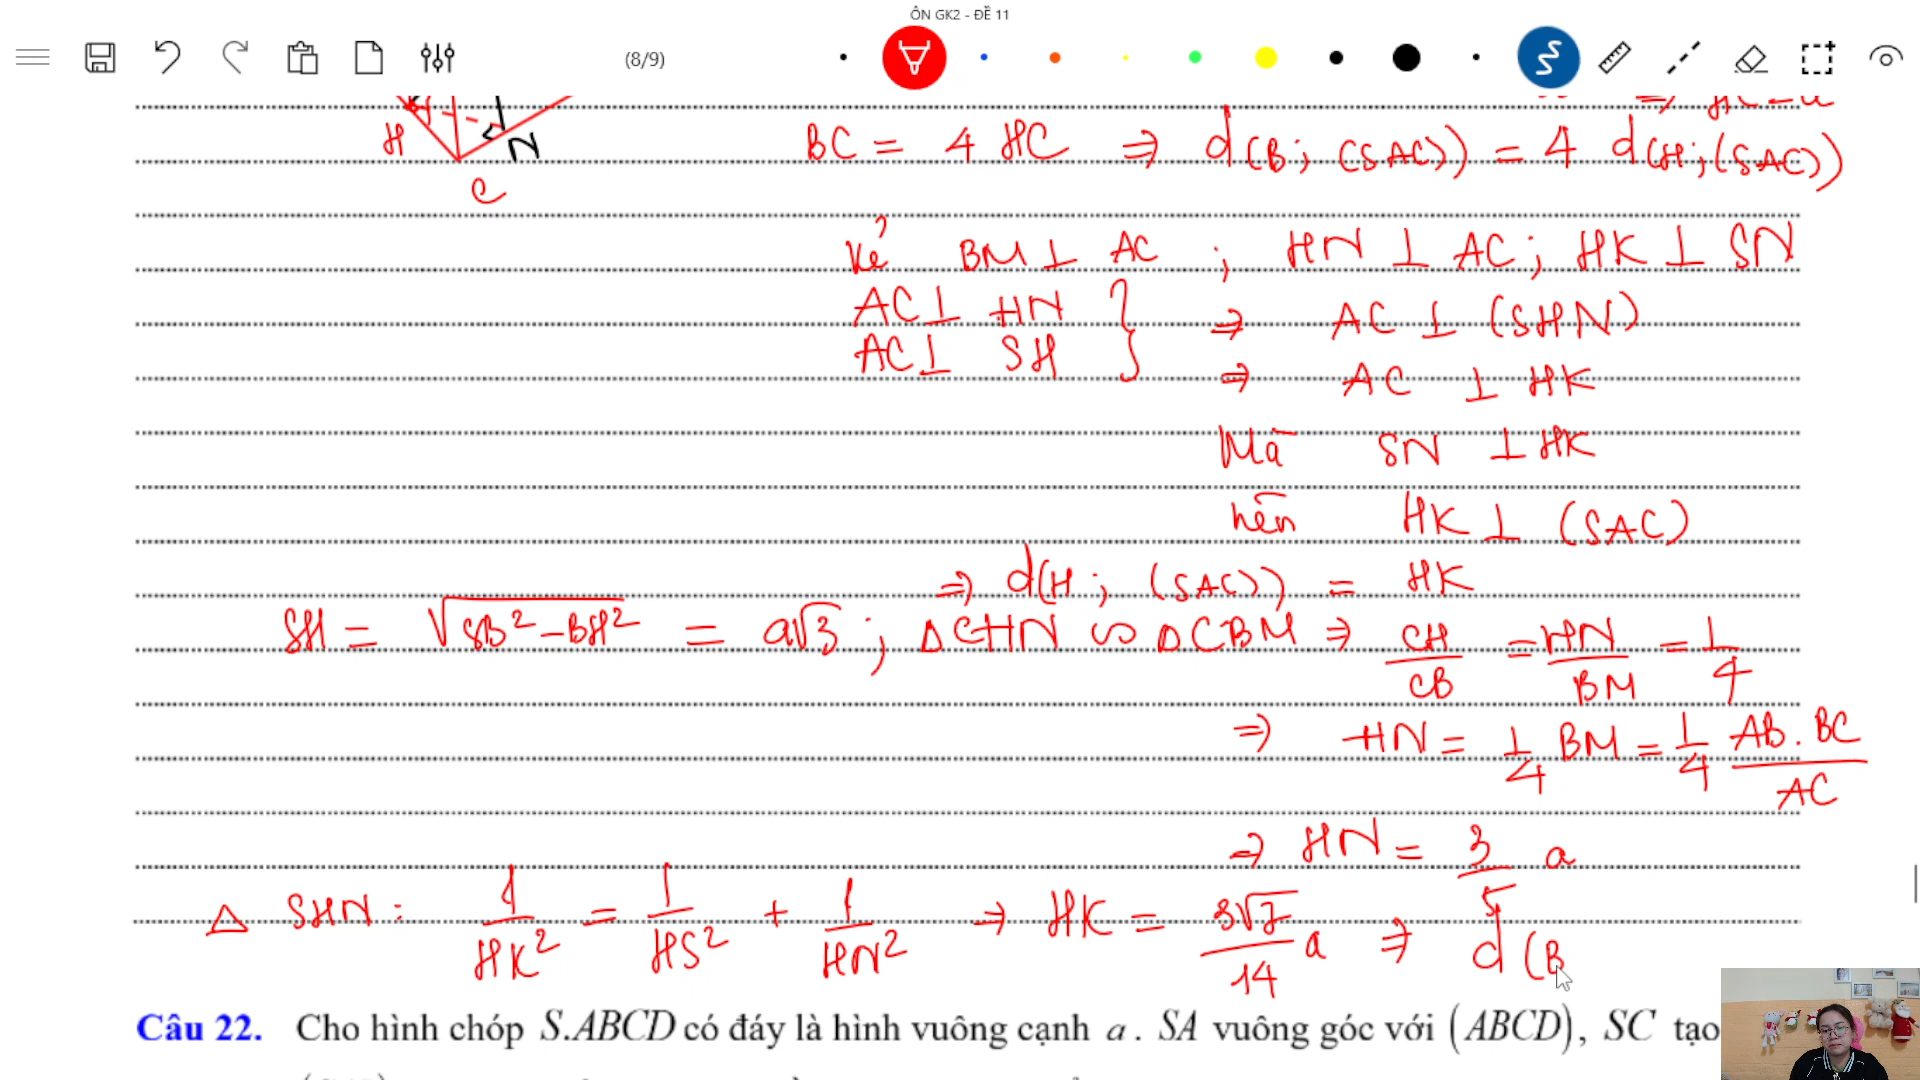 ÔN GK2 - ĐỀ 11
(8/9)
H N
C
BC = 4 HC ⇒ d(B; (SAC)) = 4 d(H; (SAC))
Kẻ BM ⊥ AC ; HN ⊥ AC; HK ⊥ SN
AC ⊥ HN
AC ⊥ SH } ⇒ AC ⊥ (SHN)
⇒ AC ⊥ HK
Mà SN ⊥ HK
nên HK ⊥ (SAC)
⇒ d(H; (SAC)) = HK
SH = √(SB² - BH²) = a√3 ; ΔCHN ∽ ΔCBM ⇒ CH/CB = HN/BM = 1/4
⇒ HN = 1/4 BM = 1/4 AB.BC/AC
⇒ HN = 3/5 a
Δ SHN : 1/HK² = 1/HS² + 1/HN² ⇒ HK = 3√7/14 a ⇒ d(B
Câu 22. Cho hình chóp S.ABCD có đáy là hình vuông cạnh a . SA vuông góc với (ABCD), SC tạo